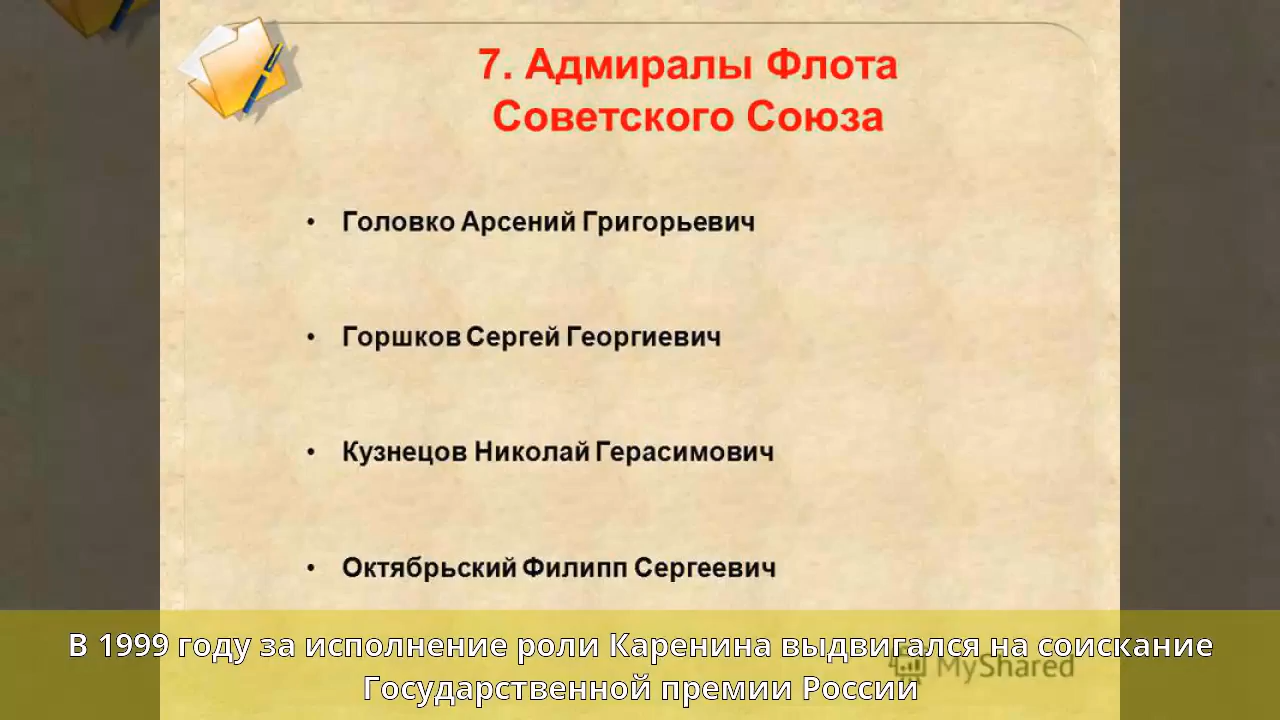 7. Адмиралы Флота
Советского Союза
• Головко Арсений Григорьевич
• Горшков Сергей Георгиевич
• Кузнецов Николай Герасимович
• Октябрьский Филипп Сергеевич
В 1999 году за исполнение роли Каренина выдвигался на соискание
MyShared
Государственной премии России